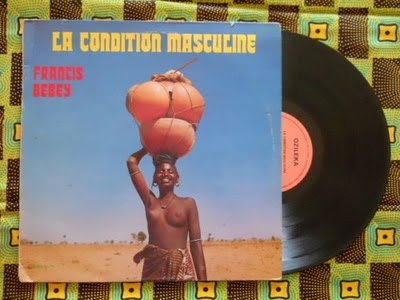 LA CONDITION MASCULINE
FRANCIS
BEBEY
OZILEKA